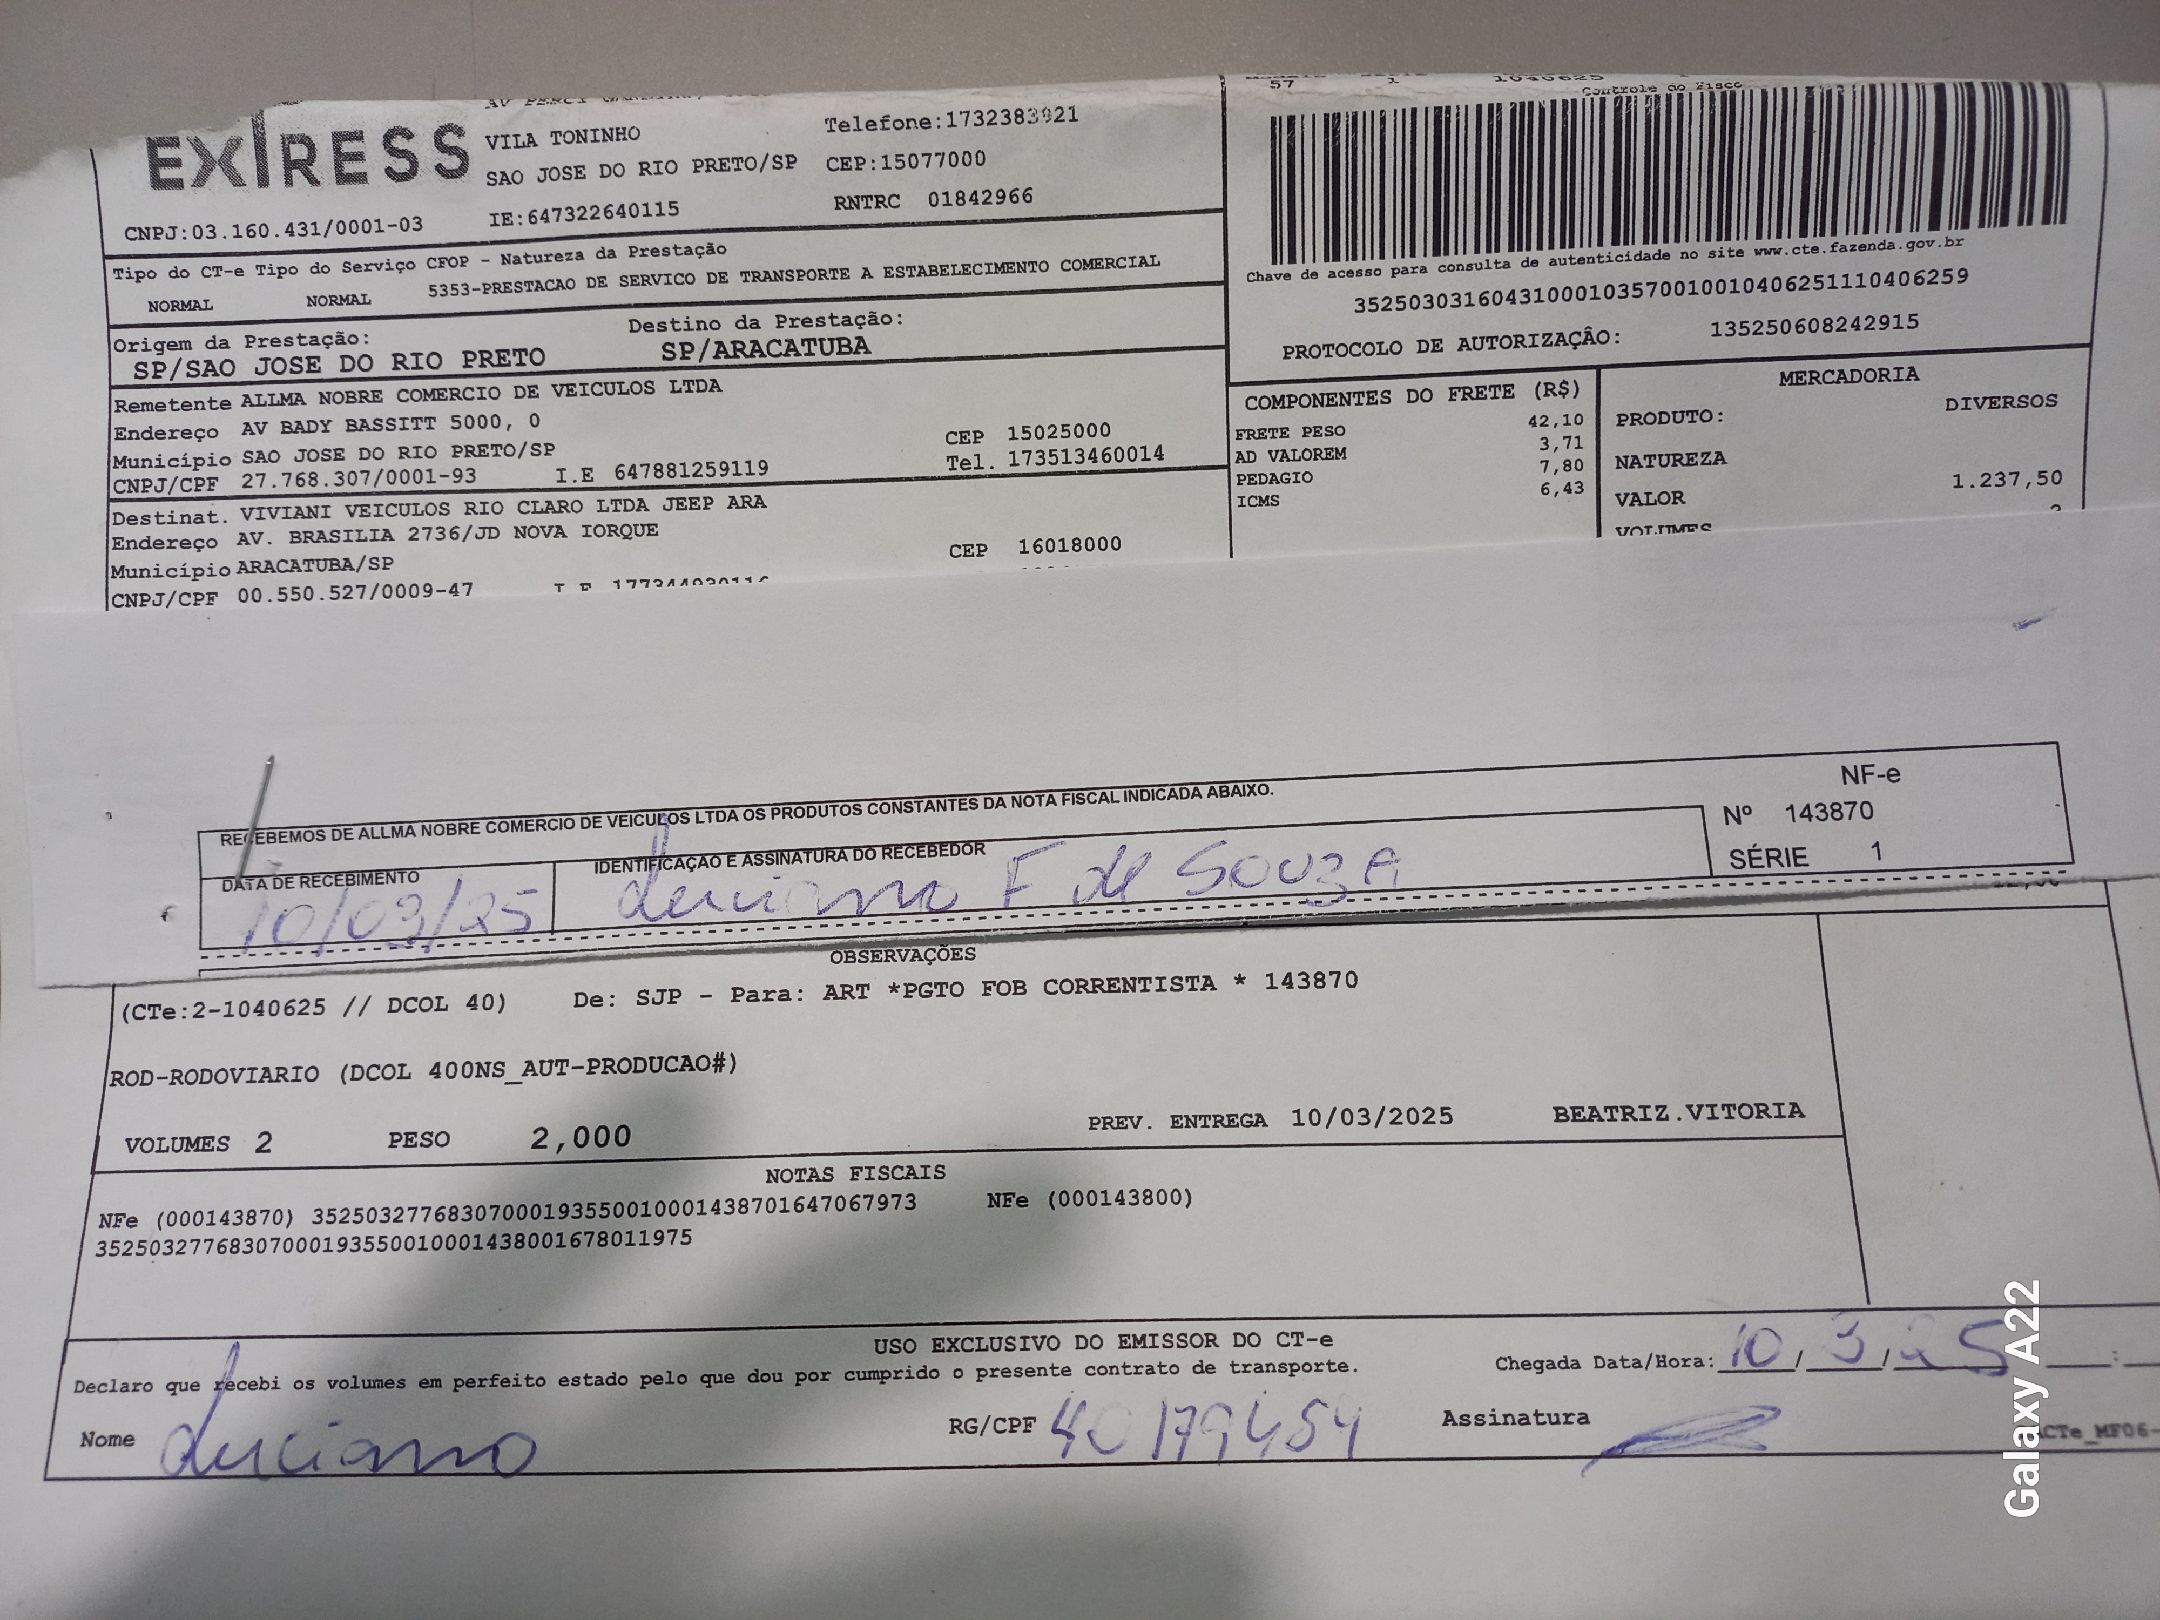 57 1 1040625
Controle do Fisco
EXPRESS
VILA TONINHO
Telefone:1732383921
SAO JOSE DO RIO PRETO/SP CEP:15077000
CNPJ:03.160.431/0001-03 IE:647322640115 RNTRC 01842966
Chave de acesso para consulta de autenticidade no site www.cte.fazenda.gov.br
35250303160431000103570010010406251110406259
PROTOCOLO DE AUTORIZAÇÂO: 135250608242915
Tipo do CT-e Tipo do Serviço CFOP - Natureza da Prestação
NORMAL NORMAL 5353-PRESTACAO DE SERVICO DE TRANSPORTE A ESTABELECIMENTO COMERCIAL
Origem da Prestação: Destino da Prestação:
SP/SAO JOSE DO RIO PRETO SP/ARACATUBA
Remetente ALLMA NOBRE COMERCIO DE VEICULOS LTDA
Endereço AV BADY BASSITT 5000, 0
Município SAO JOSE DO RIO PRETO/SP CEP 15025000
CNPJ/CPF 27.768.307/0001-93 I.E 647881259119 Tel. 173513460014
Destinat. VIVIANI VEICULOS RIO CLARO LTDA JEEP ARA
Endereço AV. BRASILIA 2736/JD NOVA IORQUE
Município ARACATUBA/SP CEP 16018000
CNPJ/CPF 00.550.527/0009-47
COMPONENTES DO FRETE (R$)
FRETE PESO 42,10
AD VALOREM 3,71
PEDAGIO 7,80
ICMS 6,43
MERCADORIA
PRODUTO: DIVERSOS
NATUREZA
VALOR 1.237,50
VOLUMES
RECEBEMOS DE ALLMA NOBRE COMERCIO DE VEICULOS LTDA OS PRODUTOS CONSTANTES DA NOTA FISCAL INDICADA ABAIXO.
NF-e
Nº 143870
SÉRIE 1
DATA DE RECEBIMENTO
10/03/25
IDENTIFICAÇÃO E ASSINATURA DO RECEBEDOR
Luciano F de Souza
OBSERVAÇÕES
(CTe:2-1040625 // DCOL 40) De: SJP - Para: ART *PGTO FOB CORRENTISTA * 143870
ROD-RODOVIARIO (DCOL 400NS_AUT-PRODUCAO#)
VOLUMES 2 PESO 2,000 PREV. ENTREGA 10/03/2025 BEATRIZ.VITORIA
NOTAS FISCAIS
NFe (000143870) 35250327768307000193550010001438701647067973 NFe (000143800)
35250327768307000193550010001438001678011975
USO EXCLUSIVO DO EMISSOR DO CT-e
Declaro que recebi os volumes em perfeito estado pelo que dou por cumprido o presente contrato de transporte.
Chegada Data/Hora: 10/3/25
Nome Luciano RG/CPF 40179454 Assinatura
Galaxy A22